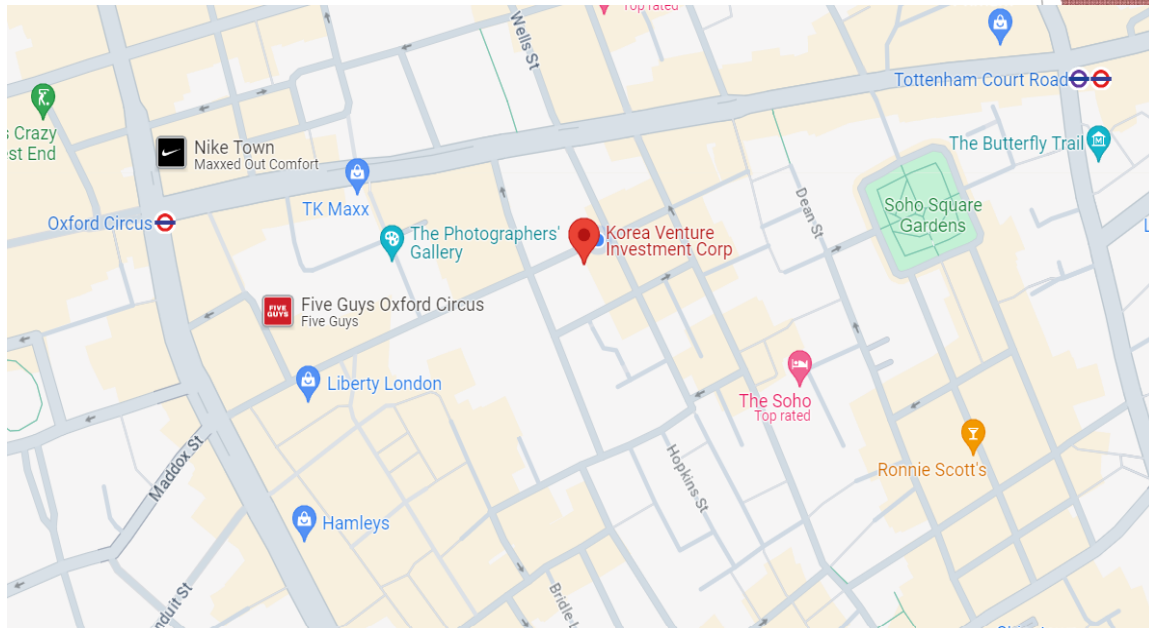 Top rated
Wells St
Tottenham Court Road
s Crazy
est End
Nike Town
Maxxed Out Comfort
The Butterfly Trail
TK Maxx
Oxford Circus
Dean St
Soho Square
Gardens
The Photographers'
Gallery
Korea Venture
Investment Corp
FIVE
GUYS
Five Guys Oxford Circus
Five Guys
Liberty London
The Soho
Top rated
Maddox St
Hopkins St
Ronnie Scott's
Hamleys
nduit St
Bridle L